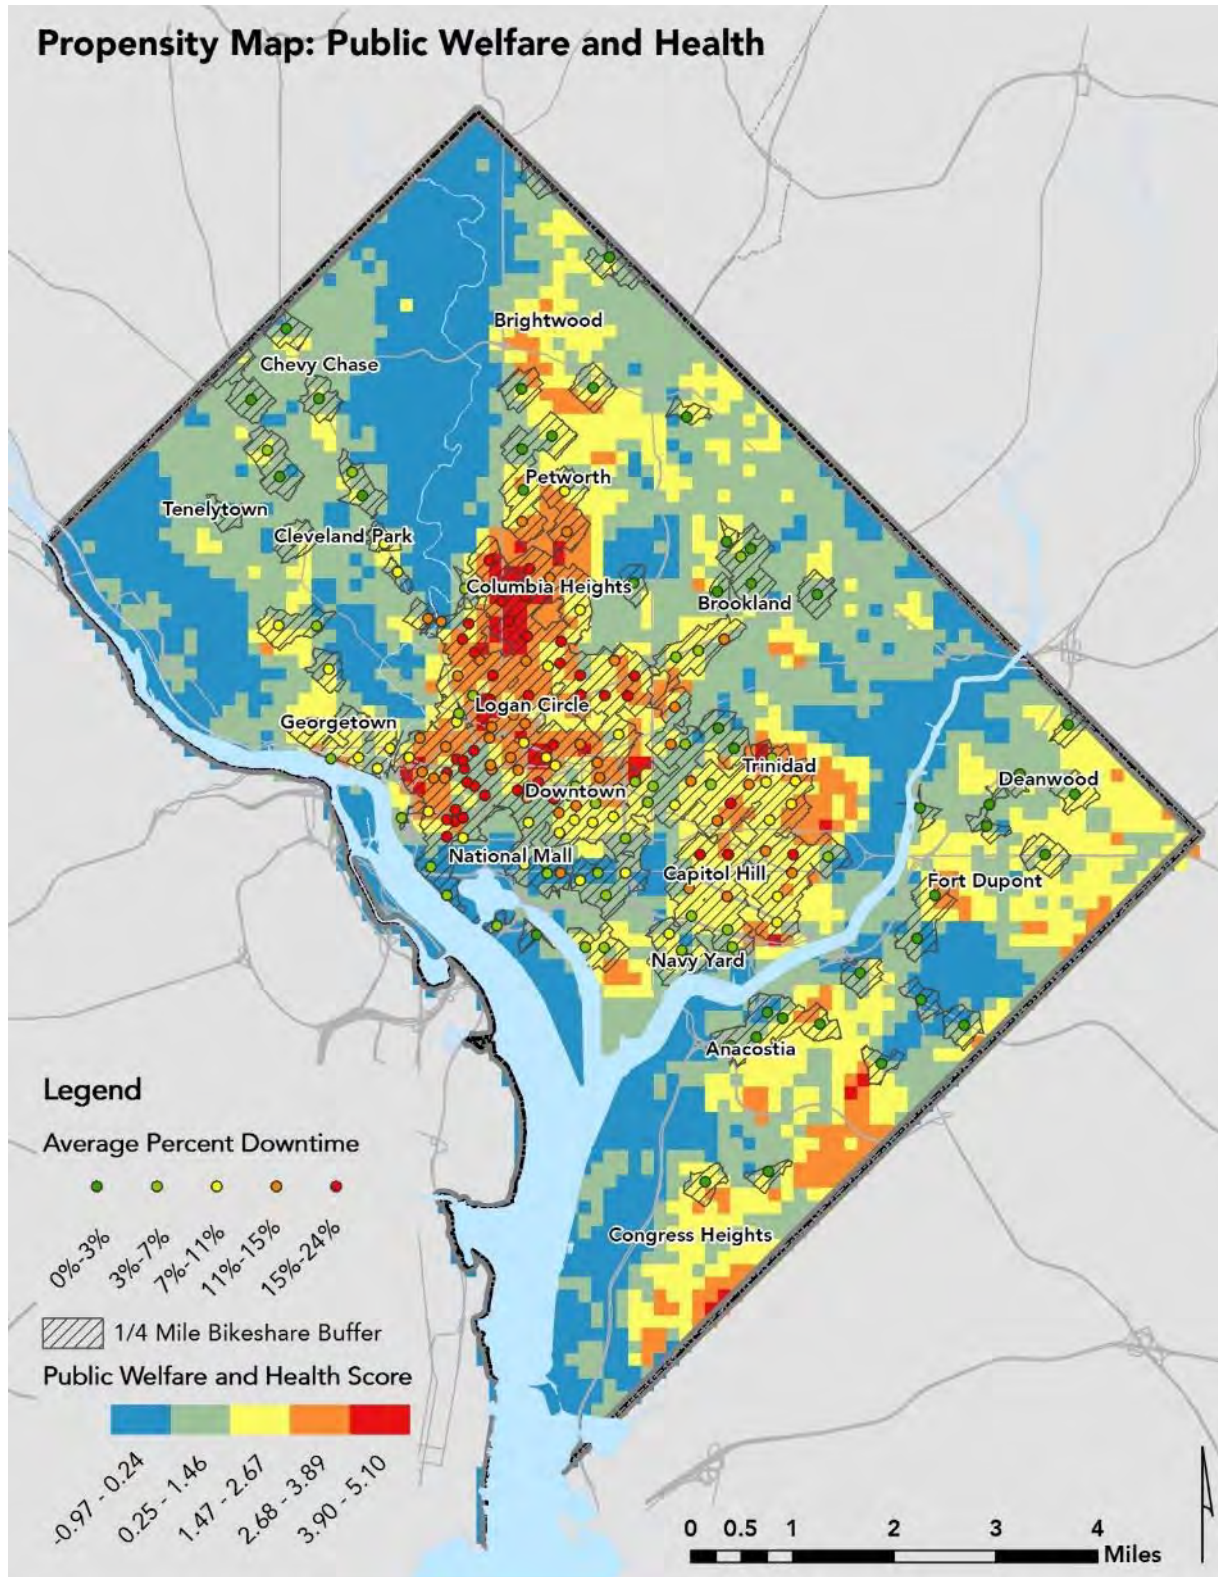 Propensity Map: Public Welfare and Health
Brightwood
Chevy Chase
Petworth
Tenelytown
Cleveland Park
Columbia Heights
Brookland
Logan Circle
Georgetown
Trinidad
Deanwood
Downtown
National Mall
Capitol Hill
Fort Dupont
Navy Yard
Anacostia
Congress Heights
Legend
Average Percent Downtime
0%-3%
3%-7%
7%-11%
11%-15%
15%-24%
1/4 Mile Bikeshare Buffer
Public Welfare and Health Score
-0.97 - 0.24
0.25 - 1.46
1.47 - 2.67
2.68 - 3.89
3.90 - 5.10
0 0.5 1 2 3 4
Miles